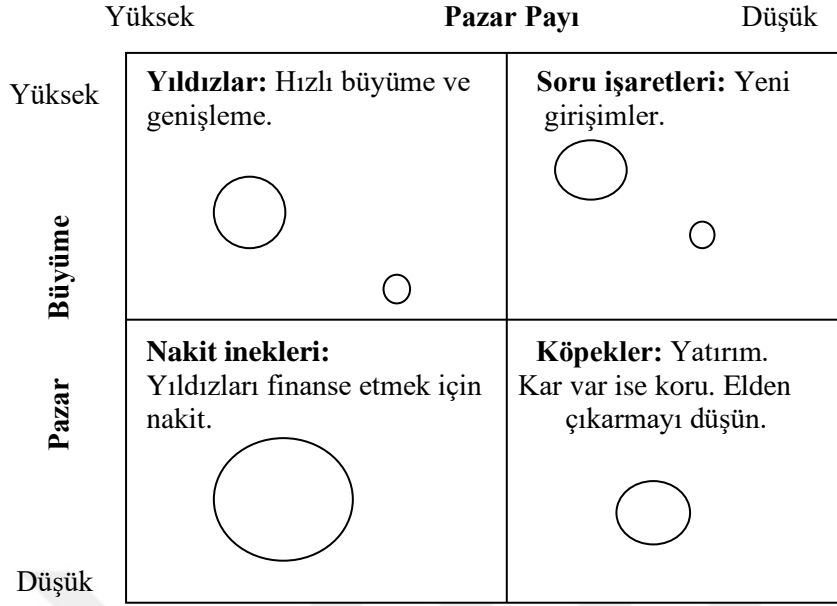 Yüksek Pazar Payı Düşük
Yüksek
Yıldızlar: Hızlı büyüme ve
genişleme.
Soru işaretleri: Yeni
girişimler.
Pazar Büyüme
Nakit inekleri:
Yıldızları finanse etmek için
nakit.
Köpekler: Yatırım.
Kar var ise koru. Elden
çıkarmayı düşün.
Düşük